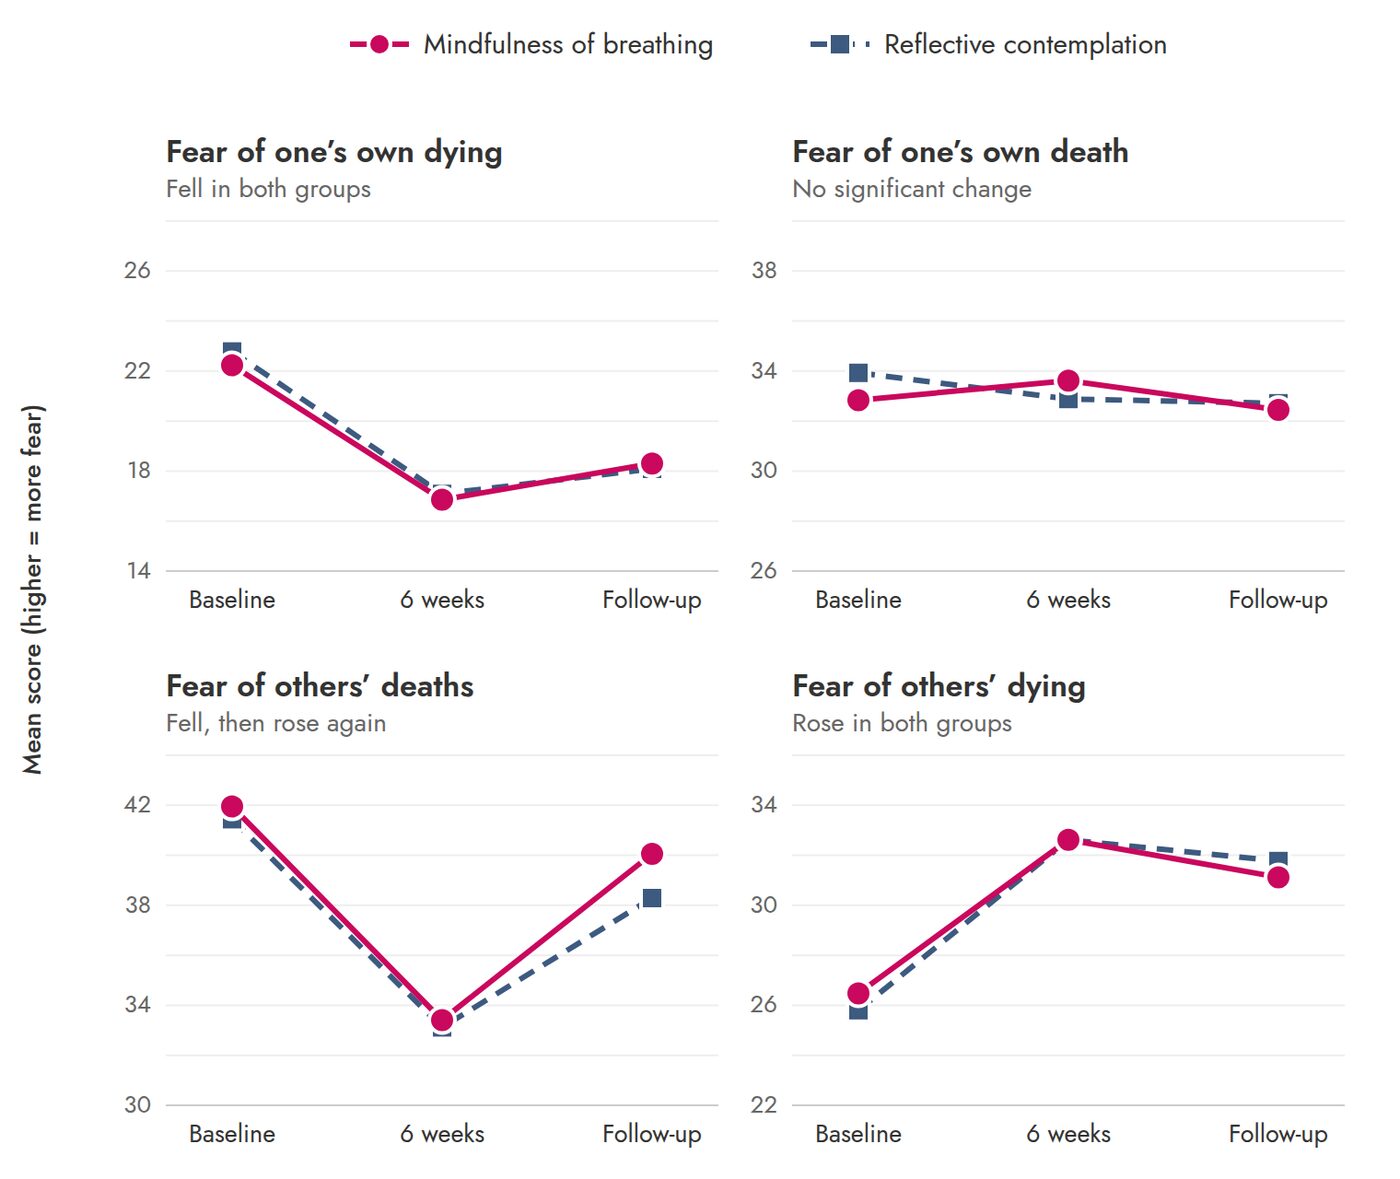 Mindfulness of breathing
Reflective contemplation
Mean score (higher = more fear)
Fear of one’s own dying
Fell in both groups
26
22
18
14
Baseline 6 weeks Follow-up
Fear of one’s own death
No significant change
38
34
30
26
Baseline 6 weeks Follow-up
Fear of others’ deaths
Fell, then rose again
42
38
34
30
Baseline 6 weeks Follow-up
Fear of others’ dying
Rose in both groups
34
30
26
22
Baseline 6 weeks Follow-up